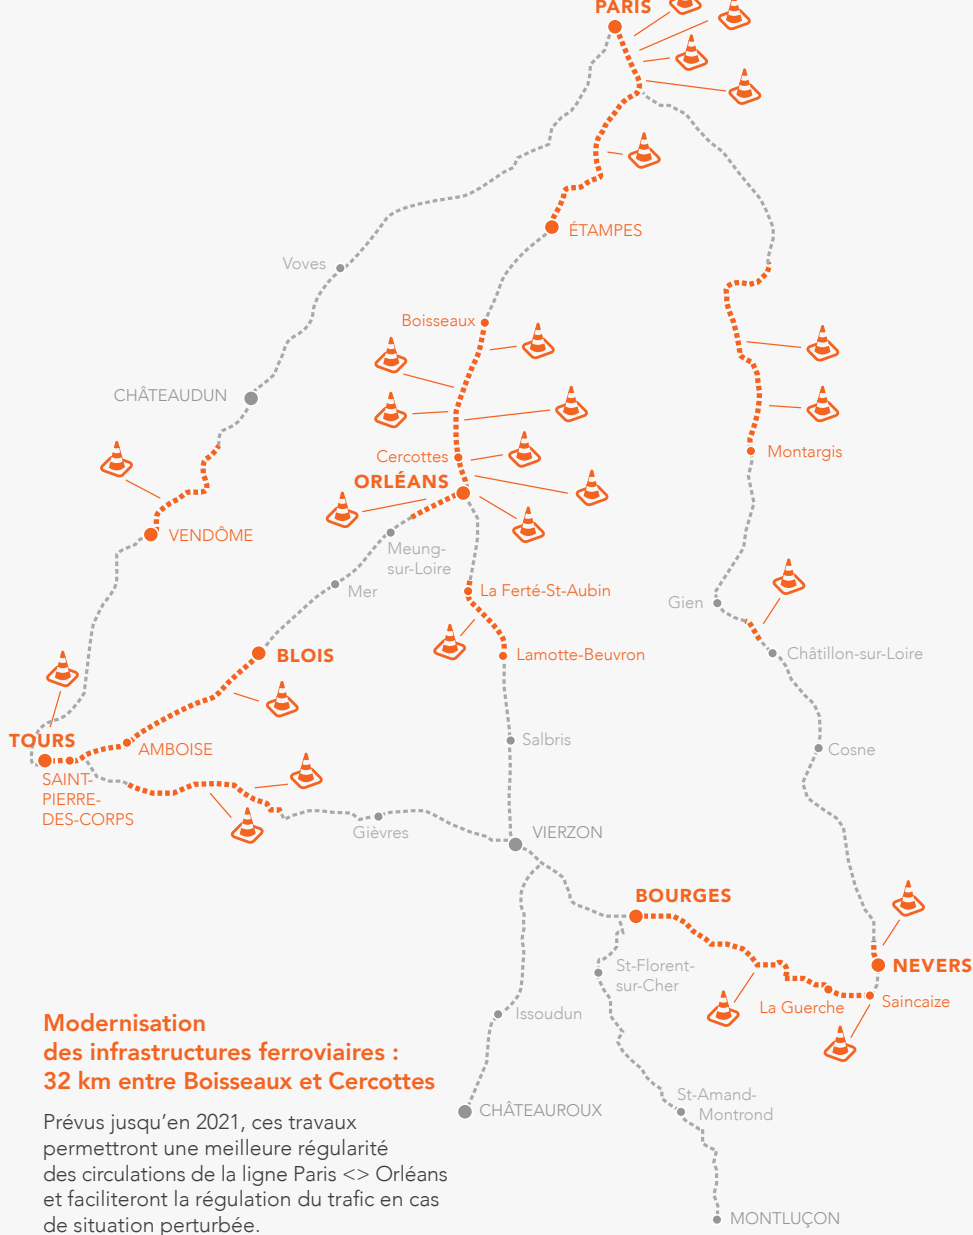 PARIS
ÉTAMPES
Voves
Boisseaux
CHÂTEAUDUN
Cercottes
Montargis
ORLÉANS
VENDÔME
Meung-
sur-Loire
Mer
La Ferté-St-Aubin
Gien
BLOIS
Lamotte-Beuvron
Châtillon-sur-Loire
TOURS
AMBOISE
Salbris
Cosne
SAINT-
PIERRE-
DES-CORPS
Gièvres
VIERZON
BOURGES
St-Florent-
sur-Cher
NEVERS
La Guerche
Saincaize
Issoudun
CHÂTEAUROUX
St-Amand-
Montrond
MONTLUÇON
Modernisation
des infrastructures ferroviaires :
32 km entre Boisseaux et Cercottes
Prévus jusqu’en 2021, ces travaux
permettront une meilleure régularité
des circulations de la ligne Paris <> Orléans
et faciliteront la régulation du trafic en cas
de situation perturbée.